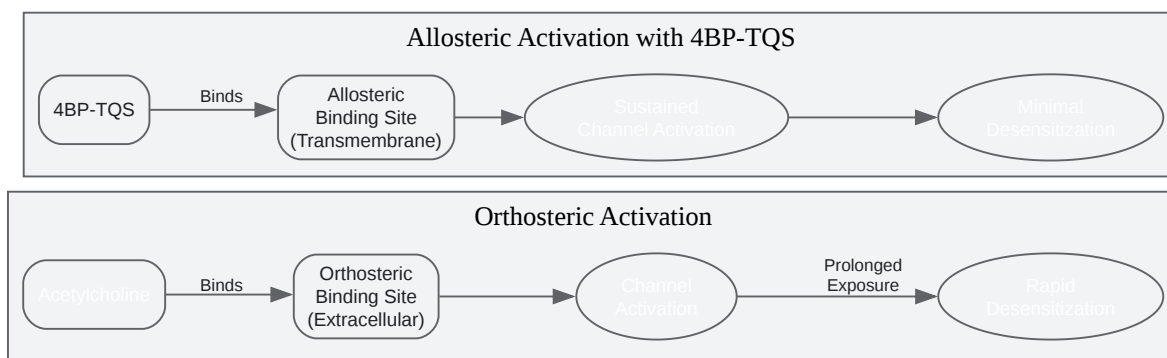 Allosteric Activation with 4BP-TQS
4BP-TQS
Binds
Allosteric
Binding Site
(Transmembrane)
Sustained
Channel Activation
Minimal
Desensitization
Orthosteric Activation
Acetylcholine
Binds
Orthosteric
Binding Site
(Extracellular)
Channel
Activation
Prolonged
Exposure
Rapid
Desensitization